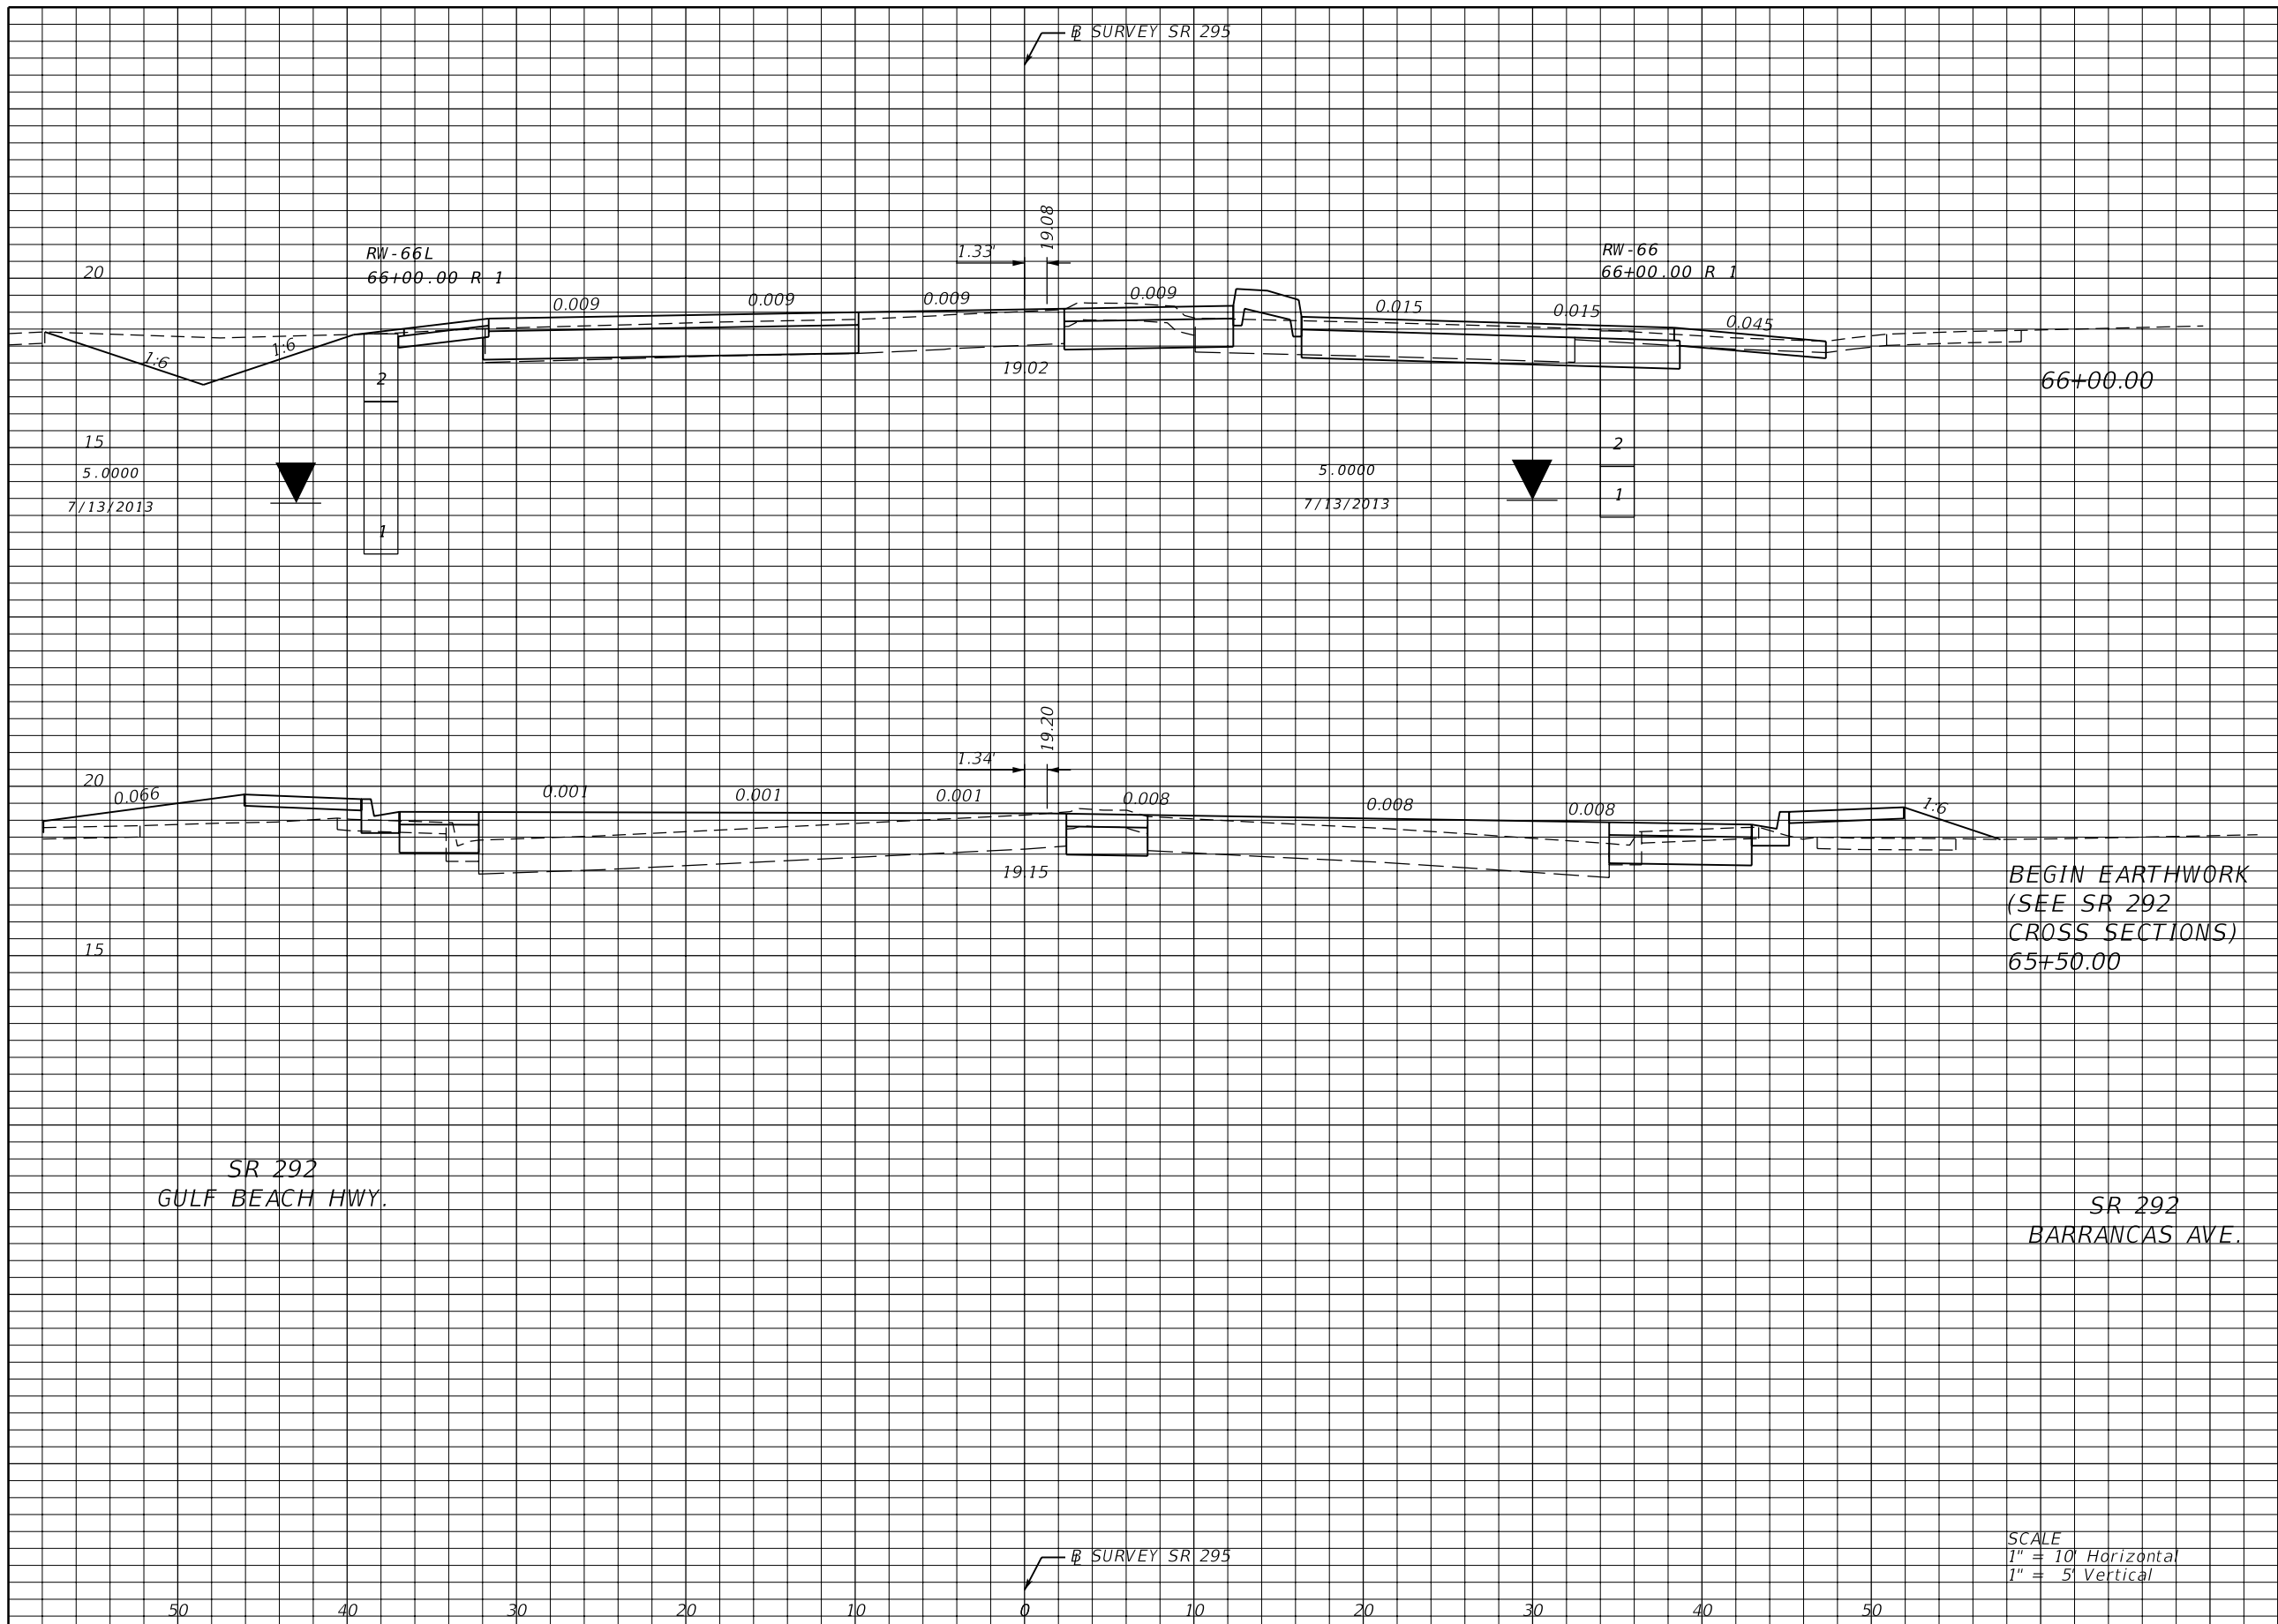 ℄ SURVEY SR 295
19.08
1.33'
RW-66L
66+00.00 R 1
RW-66
66+00.00 R 1
20
0.009
0.009
0.009
0.009
0.015
0.015
0.045
1:6
1:6
19.02
2
66+00.00
15
2
5.0000
7/13/2013
1
5.0000
7/13/2013
1
19.20
1.34'
20
0.066
0.001
0.001
0.001
0.008
0.008
0.008
1:6
19.15
BEGIN EARTHWORK
(SEE SR 292
CROSS SECTIONS)
65+50.00
15
SR 292
GULF BEACH HWY.
SR 292
BARRANCAS AVE.
℄ SURVEY SR 295
SCALE
1" = 10' Horizontal
1" = 5' Vertical
50 40 30 20 10 0 10 20 30 40 50